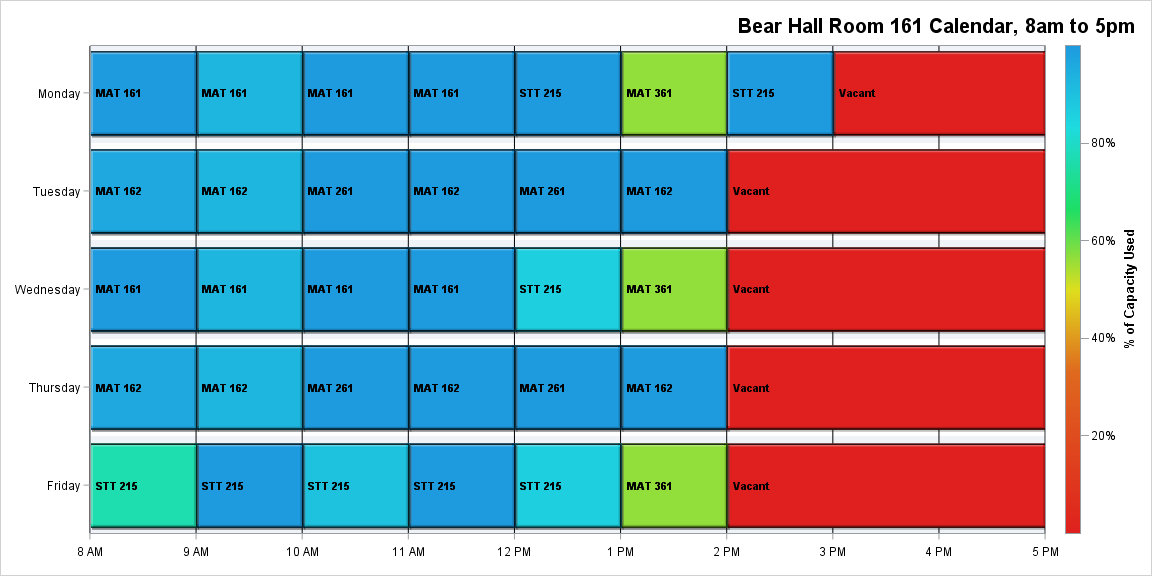 Bear Hall Room 161 Calendar, 8am to 5pm
Monday
MAT 161
MAT 161
MAT 161
MAT 161
STT 215
MAT 361
STT 215
Vacant
Tuesday
MAT 162
MAT 162
MAT 261
MAT 162
MAT 261
MAT 162
Vacant
Wednesday
MAT 161
MAT 161
MAT 161
MAT 161
STT 215
MAT 361
Vacant
Thursday
MAT 162
MAT 162
MAT 261
MAT 162
MAT 261
MAT 162
Vacant
Friday
STT 215
STT 215
STT 215
STT 215
STT 215
MAT 361
Vacant
8 AM
9 AM
10 AM
11 AM
12 PM
1 PM
2 PM
3 PM
4 PM
5 PM
80%
60%
40%
20%
% of Capacity Used